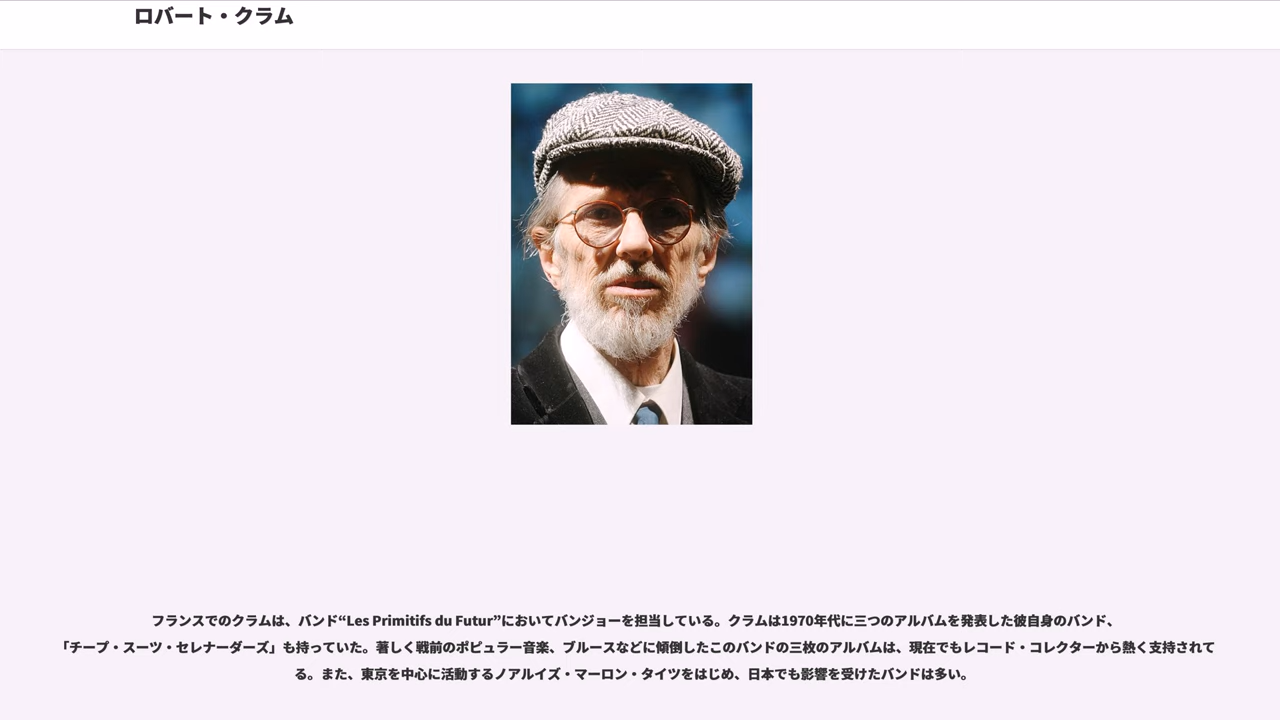 ロバート・クラム
フランスでのクラムは、バンド“Les Primitifs du Futur”においてバンジョーを担当している。クラムは1970年代に三つのアルバムを発表した彼自身のバンド、
「チープ・スーツ・セレナーダーズ」も持っていた。著しく戦前のポピュラー音楽、ブルースなどに傾倒したこのバンドの三枚のアルバムは、現在でもレコード・コレクターから熱く支持されて
る。また、東京を中心に活動するノアルイズ・マーロン・タイツをはじめ、日本でも影響を受けたバンドは多い。